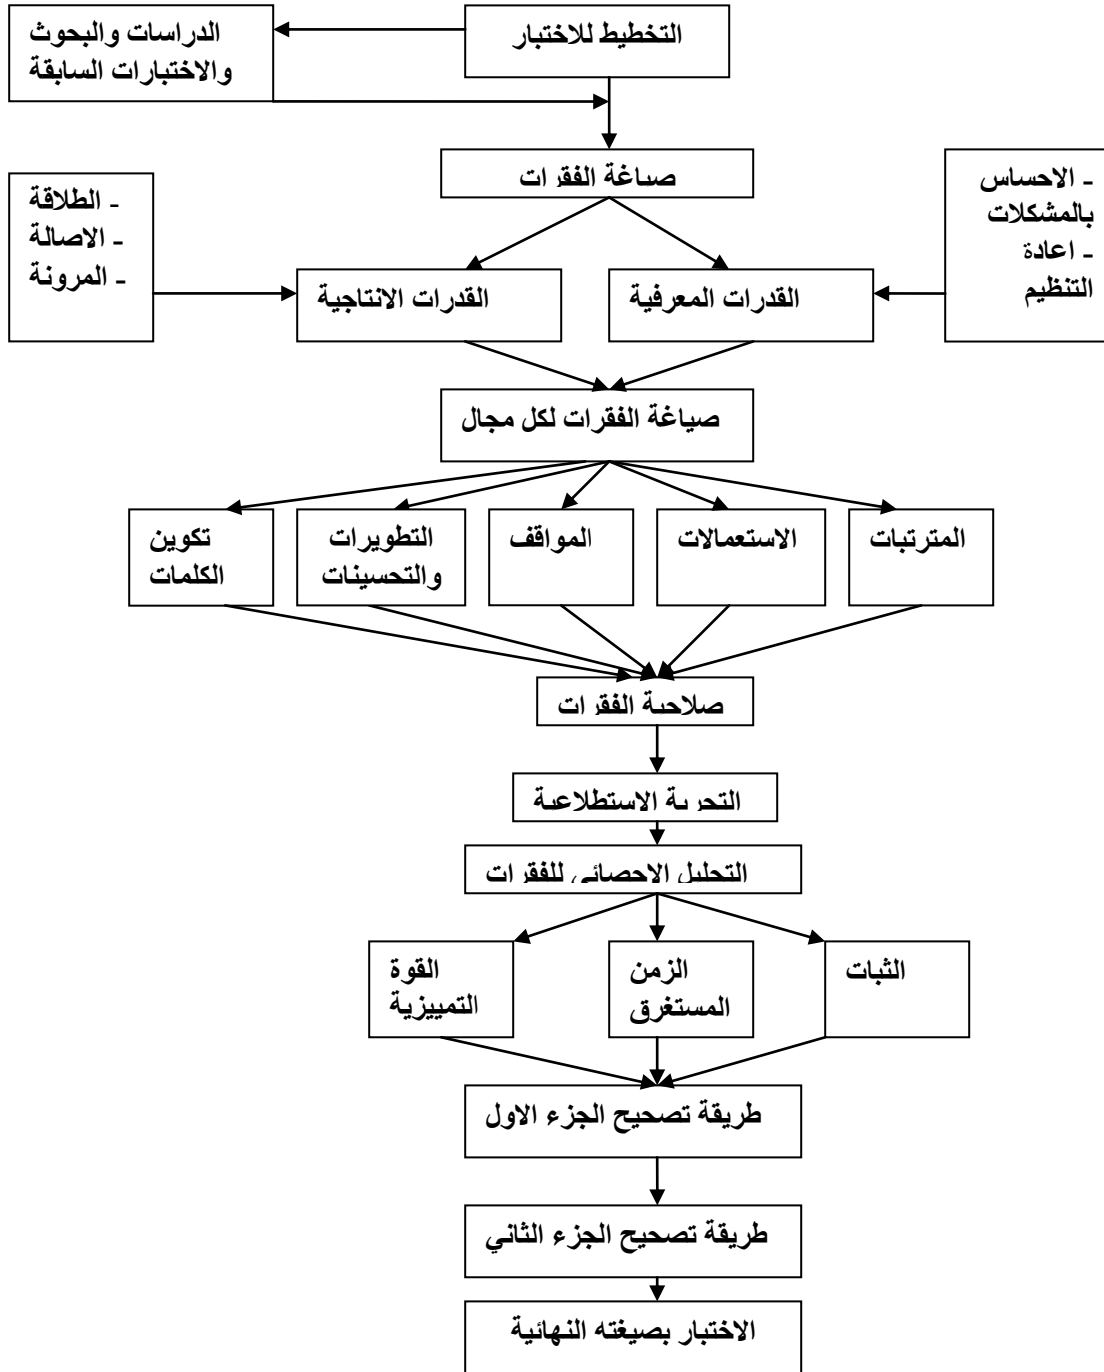 التخطيط للاختبار
الدراسات والبحوث
والاختبارات السابقة
صياغة الفقرات
- الاحساس
بالمشكلات
- اعادة
التنظيم
- الطلاقة
- الاصالة
- المرونة
القدرات المعرفية
القدرات الانتاجية
صياغة الفقرات لكل مجال
المترتبات
الاستعمالات
المواقف
التطويرات
والتحسينات
تكوين
الكلمات
صلاحية الفقرات
التجربة الاستطلاعية
التحليل الاحصائي للفقرات
الثبات
الزمن
المستغرق
القوة
التمييزية
طريقة تصحيح الجزء الاول
طريقة تصحيح الجزء الثاني
الاختبار بصيغته النهائية